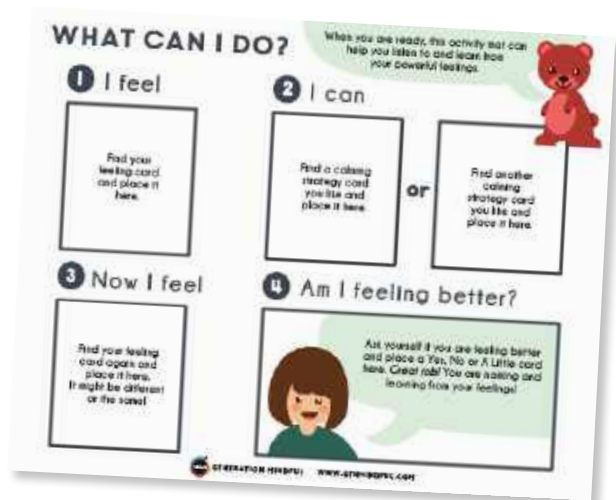 WHAT CAN I DO?
When you are ready, this activity mat can
help you listen to and learn from
your powerful feelings.
1 I feel
Find your
feeling card
and place it
here.
2 I can
Find a calming
strategy card
you like and
place it here.
or
Find another
calming
strategy card
you like and
place it here.
3 Now I feel
Find your feeling
card again and
place it here.
It might be different
or the same!
4 Am I feeling better?
Ask yourself if you are feeling better
and place a Yes, No or A Little card
here. Great job! You are naming and
learning from your feelings!
GENERATION MINDFUL